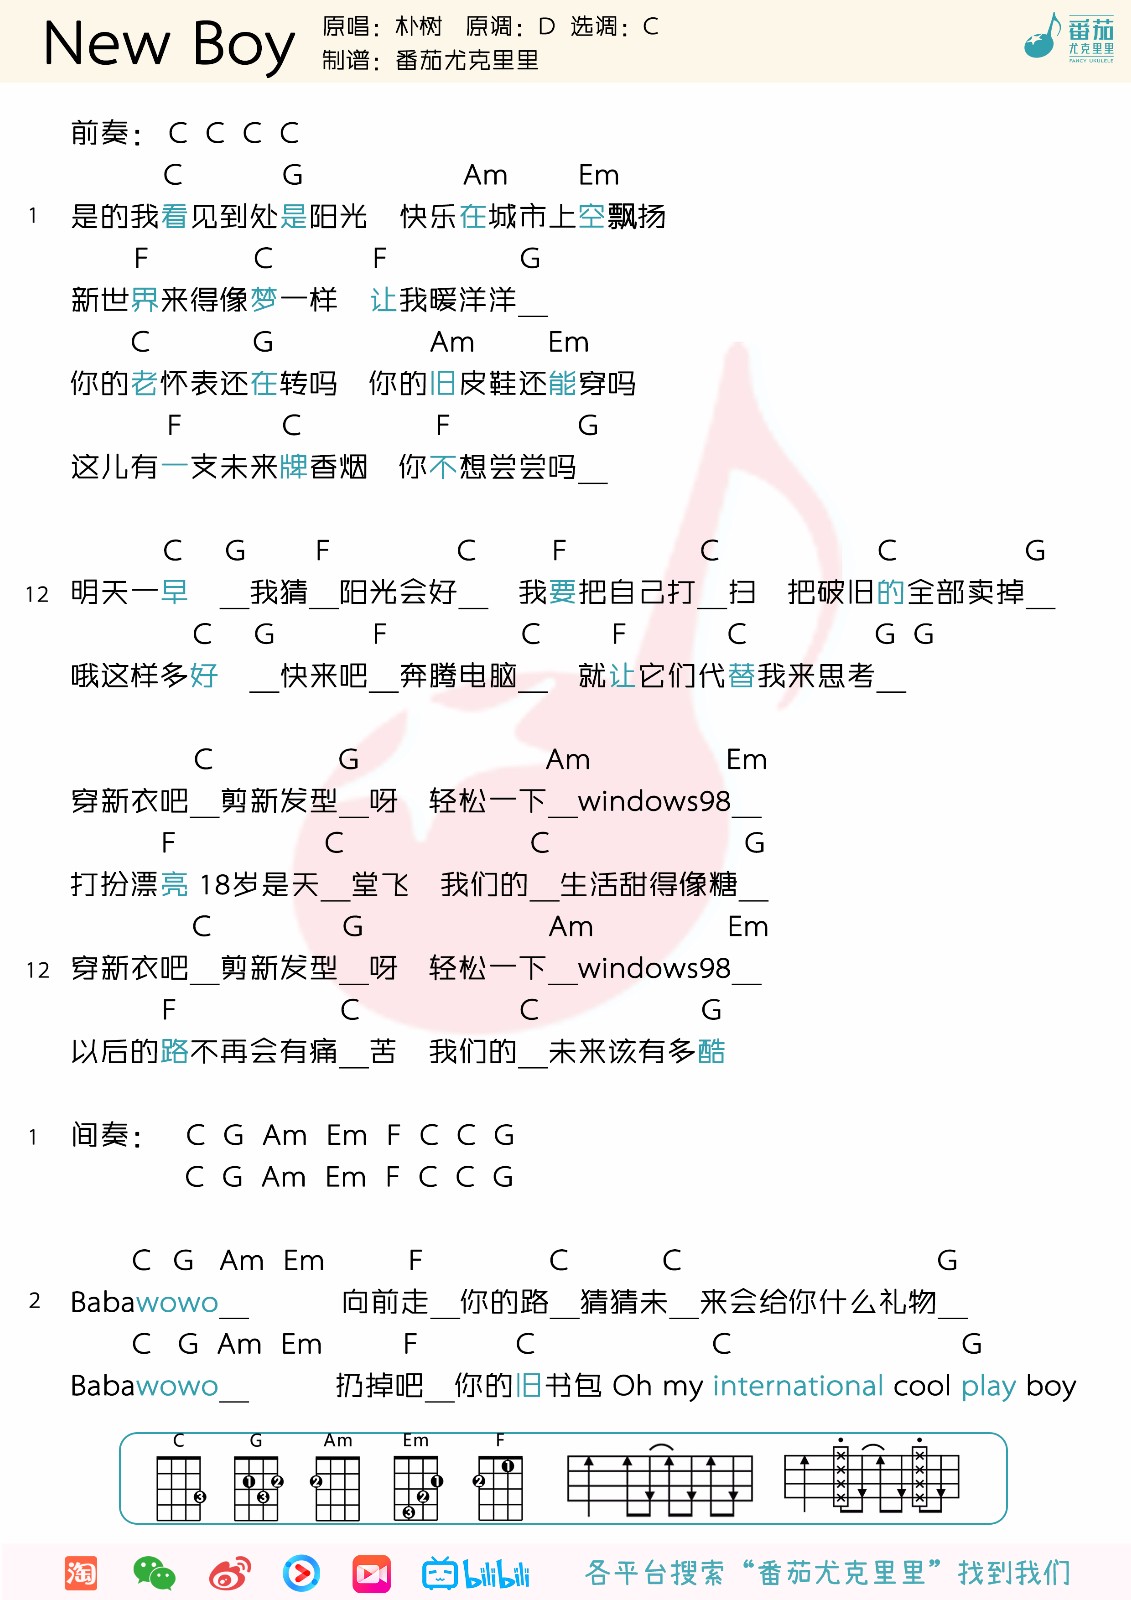 New Boy
原唱：朴树 原调：D 选调：C
制谱：番茄尤克里里
番茄
尤克里里
FANCY UKULELE
前奏： C C C C
C G Am Em
1 是的我看见到处是阳光 快乐在城市上空飘扬
F C F G
新世界来得像梦一样 让我暖洋洋__
C G Am Em
你的老怀表还在转吗 你的旧皮鞋还能穿吗
F C F G
这儿有一支未来牌香烟 你不想尝尝吗__
C G F C F C C G
12 明天一早 __我猜__阳光会好__ 我要把自己打__扫 把破旧的全部卖掉__
C G F C F C G G
哦这样多好 __快来吧__奔腾电脑__ 就让它们代替我来思考__
C G Am Em
穿新衣吧__剪新发型__呀 轻松一下__windows98__
F C C G
打扮漂亮 18岁是天__堂飞 我们的__生活甜得像糖__
C G Am Em
12 穿新衣吧__剪新发型__呀 轻松一下__windows98__
F C C G
以后的路不再会有痛__苦 我们的__未来该有多酷
1 间奏： C G Am Em F C C G
C G Am Em F C C G
C G Am Em F C C G
2 Babawowo__ 向前走__你的路__猜猜未__来会给你什么礼物__
C G Am Em F C C G
Babawowo__ 扔掉吧__你的旧书包 Oh my international cool play boy
C G Am Em F
3 1 2 3 2 1 2 3 1 2
淘 bilibili 各平台搜索“番茄尤克里里”找到我们